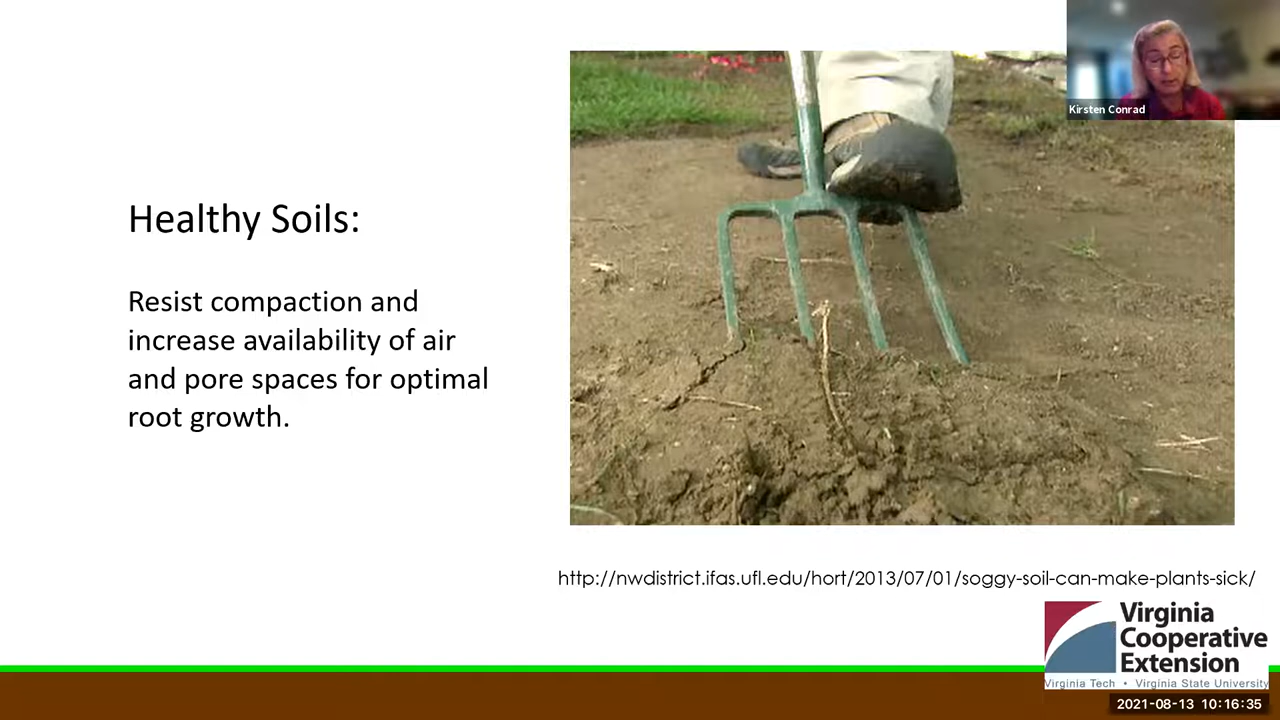 Kirsten Conrad
Healthy Soils:
Resist compaction and
increase availability of air
and pore spaces for optimal
root growth.
http://nwdistrict.ifas.ufl.edu/hort/2013/07/01/soggy-soil-can-make-plants-sick/
Virginia
Cooperative
Extension
Virginia Tech • Virginia State University
2021-08-13 10:16:35